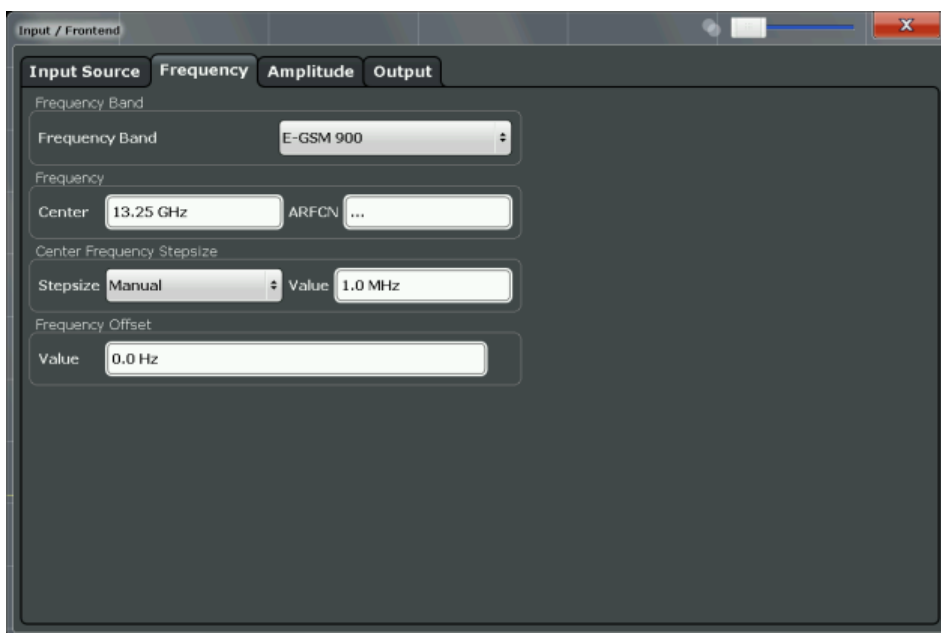 Input / Frontend
X
Input Source Frequency Amplitude Output
Frequency Band
Frequency Band E-GSM 900
Frequency
Center 13.25 GHz ARFCN ...
Center Frequency Stepsize
Stepsize Manual Value 1.0 MHz
Frequency Offset
Value 0.0 Hz